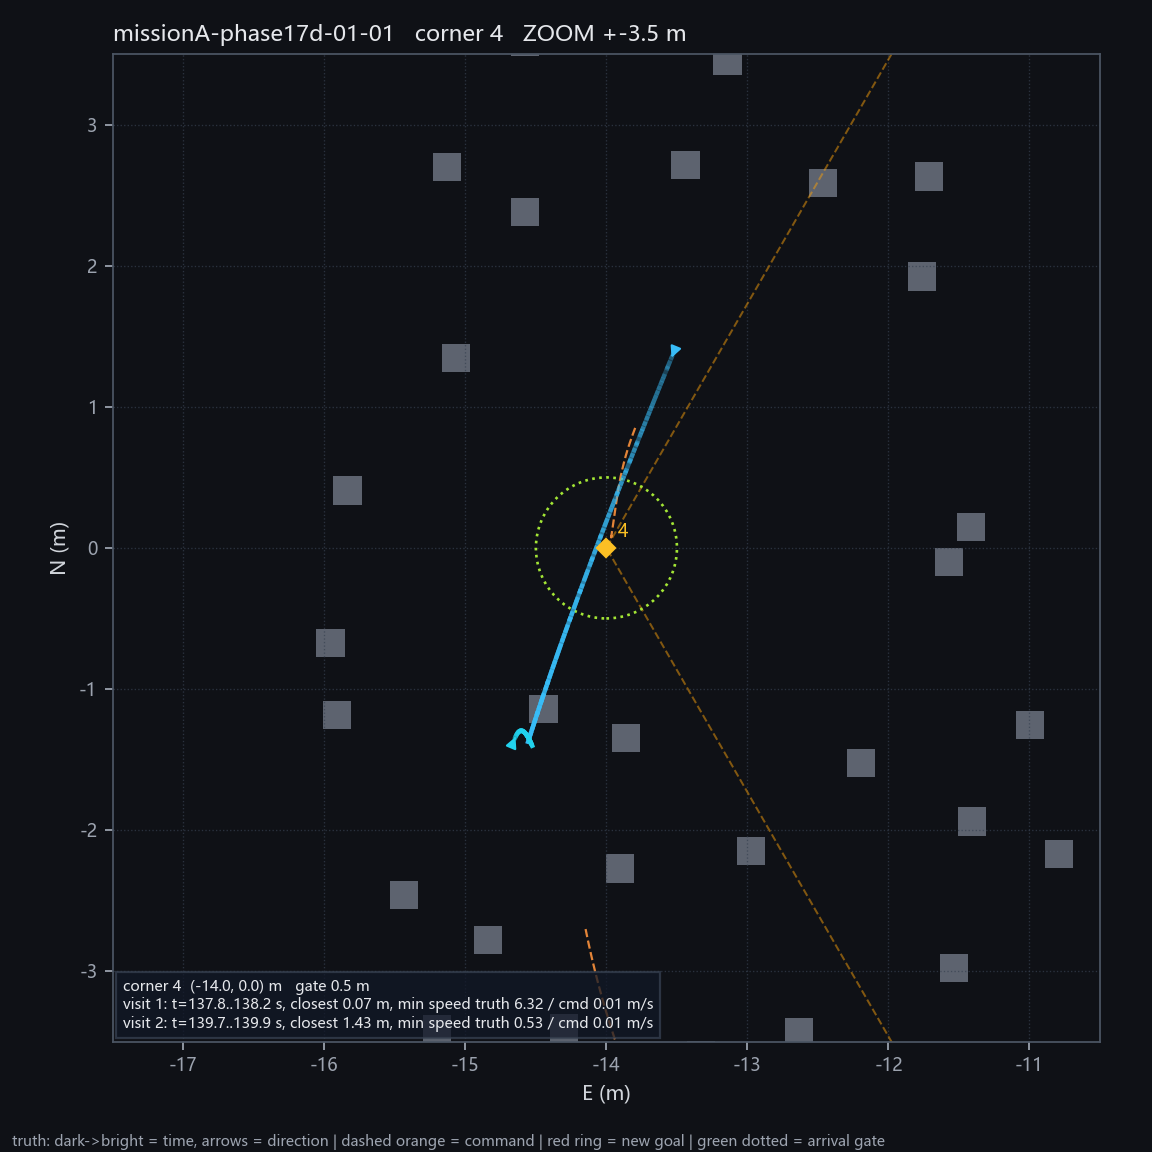 missionA-phase17d-01-01   corner 4   ZOOM +-3.5 m
3
2
1
0
-1
-2
-3
N (m)
4
corner 4  (-14.0, 0.0) m   gate 0.5 m
visit 1: t=137.8..138.2 s, closest 0.07 m, min speed truth 6.32 / cmd 0.01 m/s
visit 2: t=139.7..139.9 s, closest 1.43 m, min speed truth 0.53 / cmd 0.01 m/s
-17 -16 -15 -14 -13 -12 -11
E (m)
truth: dark->bright = time, arrows = direction | dashed orange = command | red ring = new goal | green dotted = arrival gate